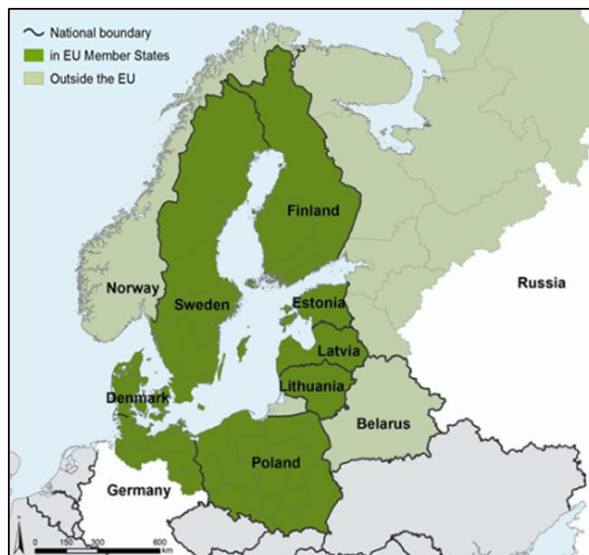 National boundary
in EU Member States
Outside the EU
Finland
Norway
Sweden
Russia
Estonia
Latvia
Denmark
Lithuania
Belarus
Poland
Germany
0 150 300 600
km